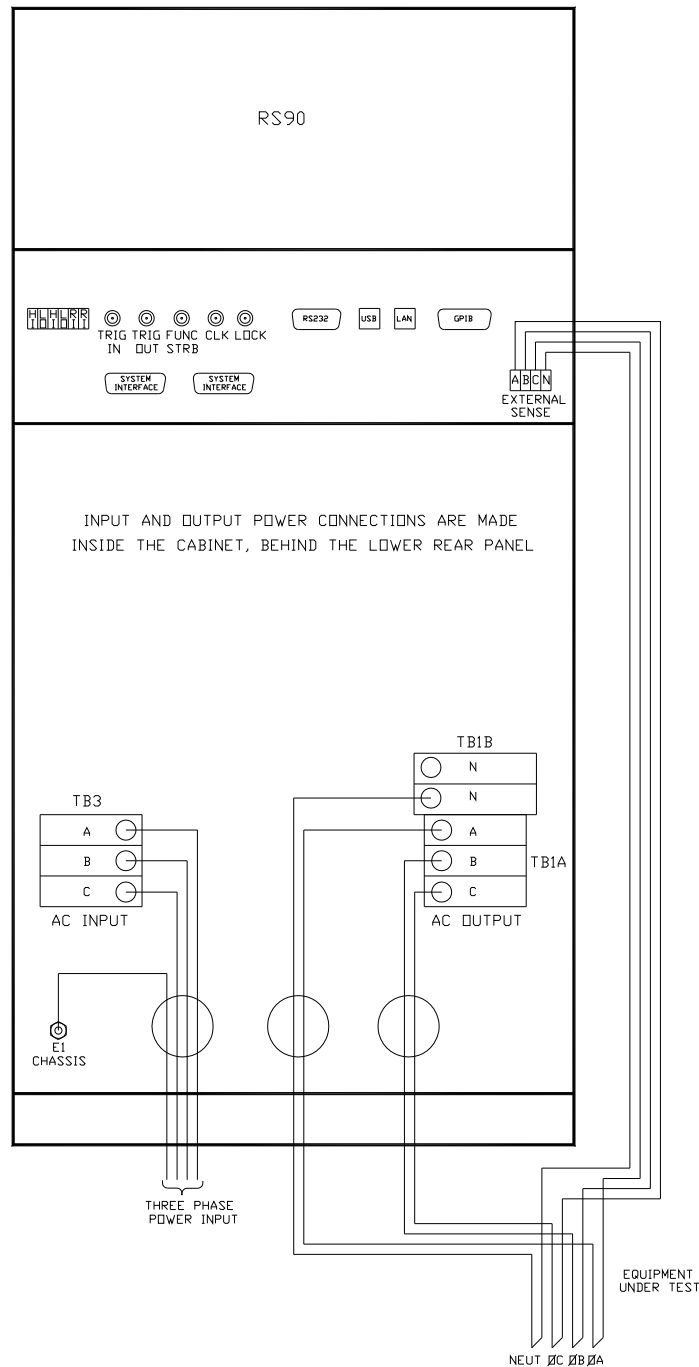 RS90
HI LO HI LO RI RI
TRIG IN
TRIG OUT
FUNC STRB
CLK
LOCK
RS232
USB
LAN
GPIB
SYSTEM
INTERFACE
SYSTEM
INTERFACE
A B C N
EXTERNAL
SENSE
INPUT AND OUTPUT POWER CONNECTIONS ARE MADE
INSIDE THE CABINET, BEHIND THE LOWER REAR PANEL
TB1B
N
N
TB3
A
B
C
AC INPUT
A
B
C
TB1A
AC OUTPUT
E1
CHASSIS
THREE PHASE
POWER INPUT
EQUIPMENT
UNDER TEST
NEUT ØC ØB ØA